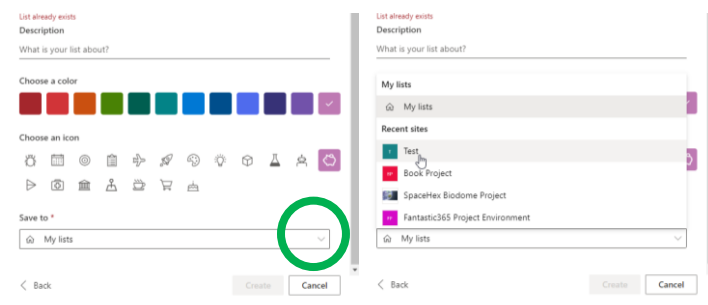 List already exists
Description
What is your list about?
Choose a color
Choose an icon
Save to *
My lists
Back
Create
Cancel
List already exists
Description
What is your list about?
My lists
My lists
Recent sites
T
Test
BP
Book Project
SpaceHex Biodome Project
FP
Fantastic365 Project Environment
My lists
Back
Create
Cancel